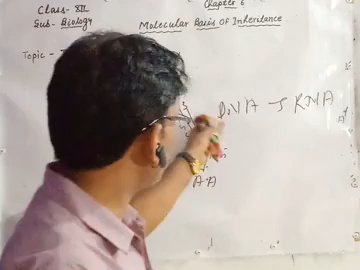 Class- XII
Chapter 6
Sub- Biology
Molecular Basis Of Inheritance
Topic -
DNA → RNA
A-A